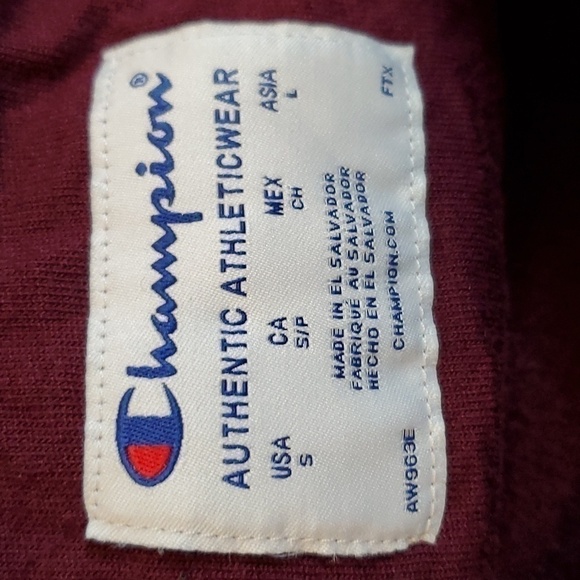 Champion®
AUTHENTIC ATHLETICWEAR
USA CA MEX ASIA
S S/P CH L
MADE IN EL SALVADOR
FABRIQUÉ AU SALVADOR
HECHO EN EL SALVADOR
CHAMPION.COM
AW963E FTX